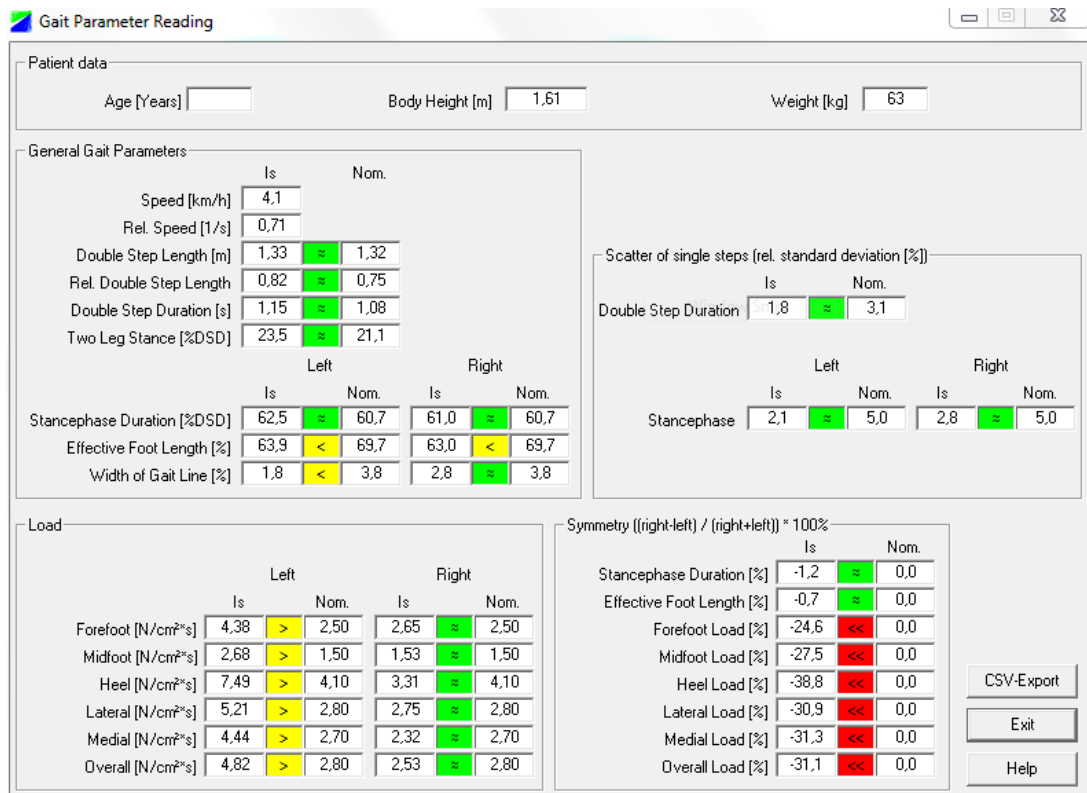 Gait Parameter Reading
Patient data
Age [Years] Body Height [m] 1,61 Weight [kg] 63
General Gait Parameters
Is Nom.
Speed [km/h] 4,1
Rel. Speed [1/s] 0,71
Double Step Length [m] 1,33 ≈ 1,32
Rel. Double Step Length 0,82 ≈ 0,75
Double Step Duration [s] 1,15 ≈ 1,08
Two Leg Stance [%DSD] 23,5 ≈ 21,1
Left Right
Is Nom. Is Nom.
Stancephase Duration [%DSD] 62,5 ≈ 60,7 61,0 ≈ 60,7
Effective Foot Length [%] 63,9 < 69,7 63,0 < 69,7
Width of Gait Line [%] 1,8 < 3,8 2,8 ≈ 3,8
Scatter of single steps (rel. standard deviation [%])
Is Nom.
Double Step Duration 1,8 ≈ 3,1
Left Right
Is Nom. Is Nom.
Stancephase 2,1 ≈ 5,0 2,8 ≈ 5,0
Load
Left Right
Is Nom. Is Nom.
Forefoot [N/cm²*s] 4,38 > 2,50 2,65 ≈ 2,50
Midfoot [N/cm²*s] 2,68 > 1,50 1,53 ≈ 1,50
Heel [N/cm²*s] 7,49 > 4,10 3,31 ≈ 4,10
Lateral [N/cm²*s] 5,21 > 2,80 2,75 ≈ 2,80
Medial [N/cm²*s] 4,44 > 2,70 2,32 ≈ 2,70
Overall [N/cm²*s] 4,82 > 2,80 2,53 ≈ 2,80
Symmetry ((right-left) / (right+left)) * 100%
Is Nom.
Stancephase Duration [%] -1,2 ≈ 0,0
Effective Foot Length [%] -0,7 ≈ 0,0
Forefoot Load [%] -24,6 << 0,0
Midfoot Load [%] -27,5 << 0,0
Heel Load [%] -38,8 << 0,0
Lateral Load [%] -30,9 << 0,0
Medial Load [%] -31,3 << 0,0
Overall Load [%] -31,1 << 0,0
CSV-Export
Exit
Help